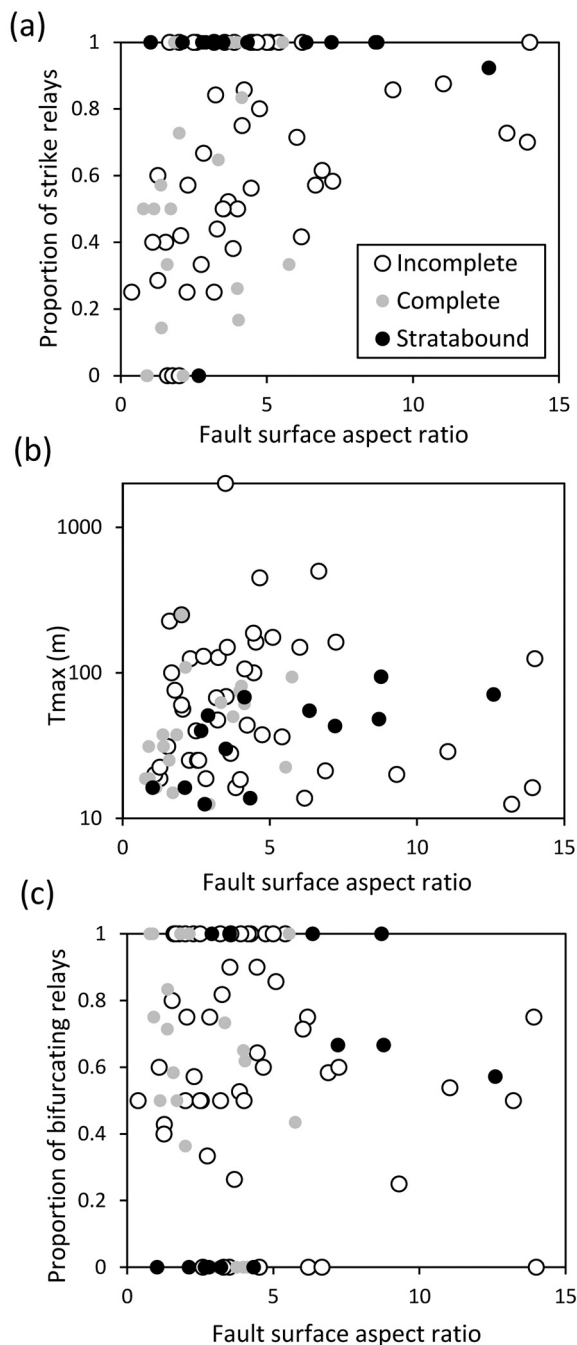 (a)
Proportion of strike relays
1
0.8
0.6
0.4
0.2
0
Incomplete
Complete
Stratabound
0 5 10 15
Fault surface aspect ratio
(b)
Tmax (m)
1000
100
10
0 5 10 15
Fault surface aspect ratio
(c)
Proportion of bifurcating relays
1
0.8
0.6
0.4
0.2
0
0 5 10 15
Fault surface aspect ratio